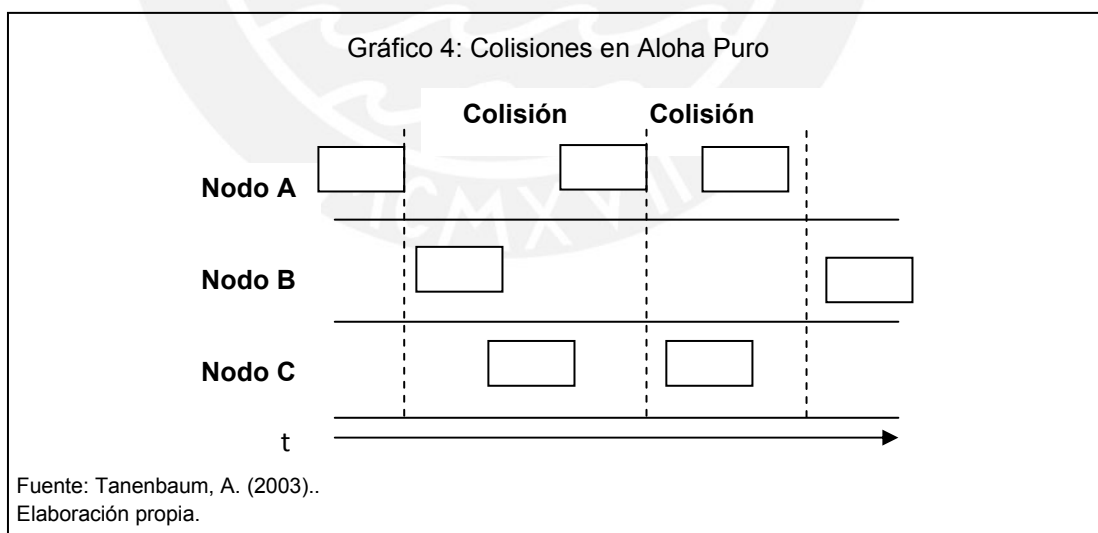 Gráfico 4: Colisiones en Aloha Puro
Colisión Colisión
Nodo A
Nodo B
Nodo C
t
Fuente: Tanenbaum, A. (2003)..
Elaboración propia.